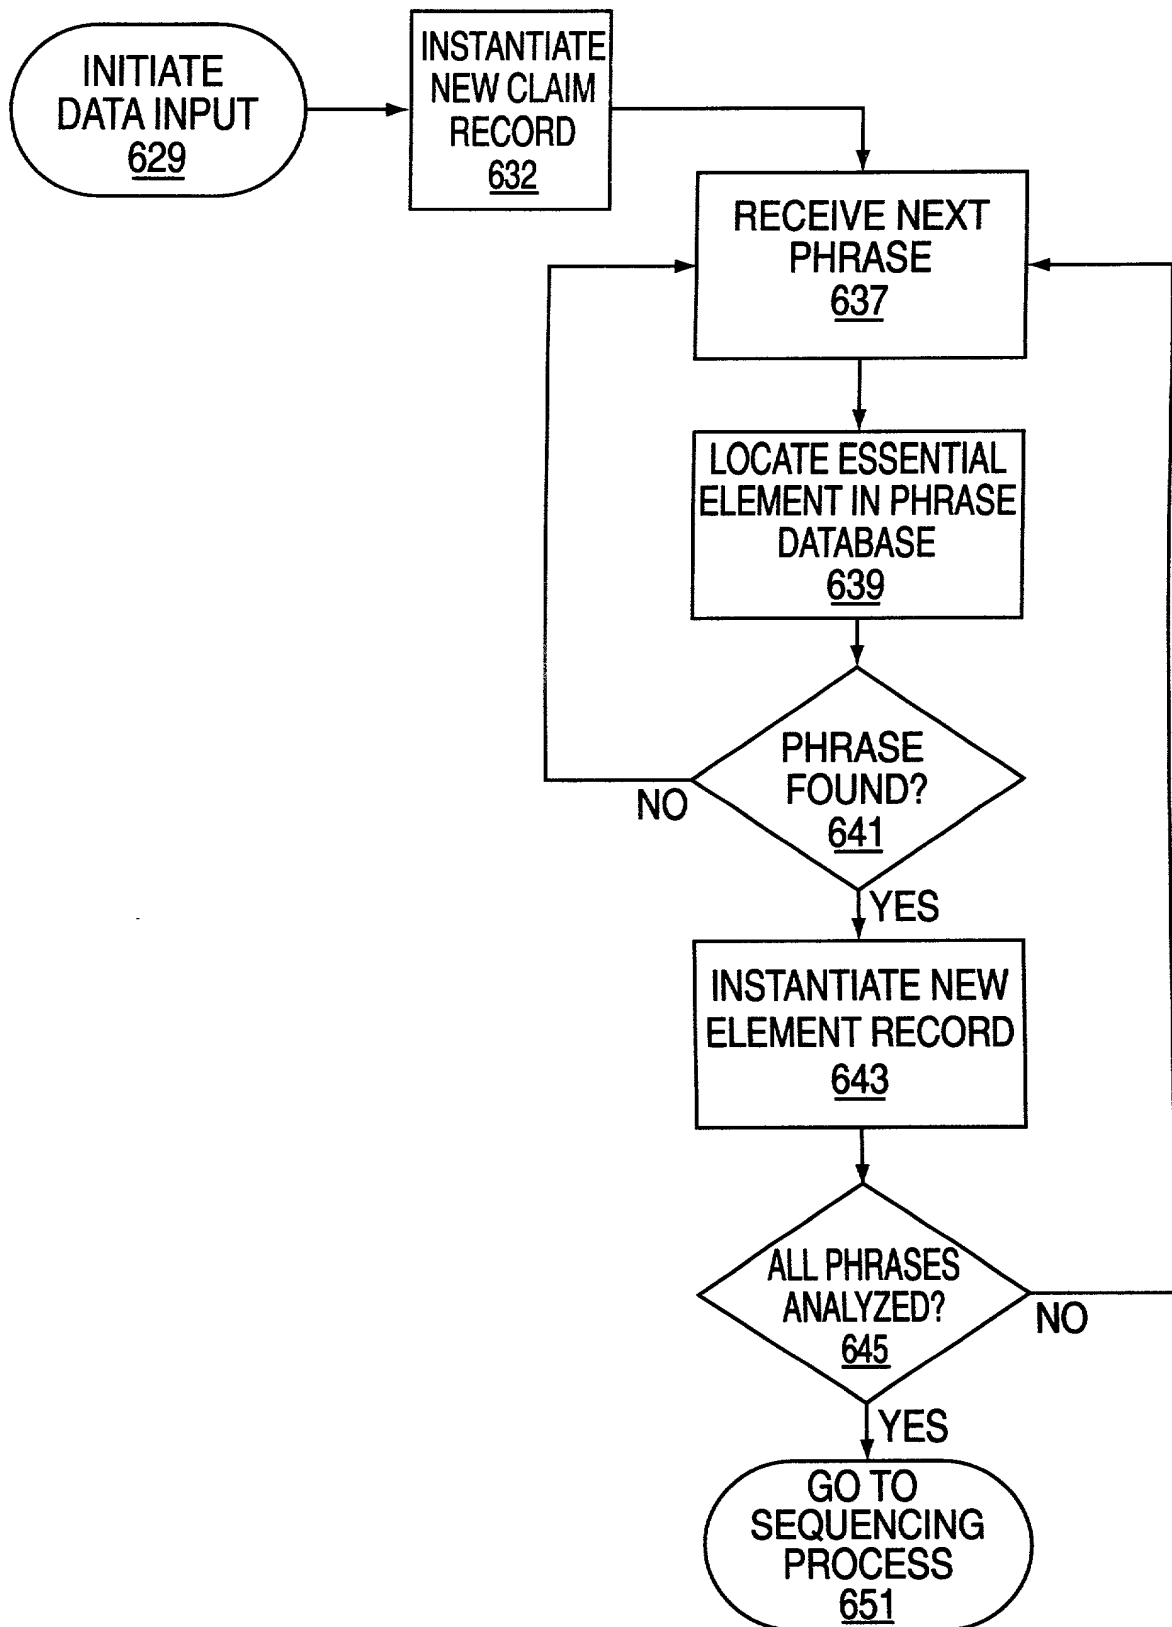 INITIATE
DATA INPUT
629
INSTANTIATE
NEW CLAIM
RECORD
632
RECEIVE NEXT
PHRASE
637
LOCATE ESSENTIAL
ELEMENT IN PHRASE
DATABASE
639
PHRASE
FOUND?
641
NO
YES
INSTANTIATE NEW
ELEMENT RECORD
643
ALL PHRASES
ANALYZED?
645
NO
YES
GO TO
SEQUENCING
PROCESS
651